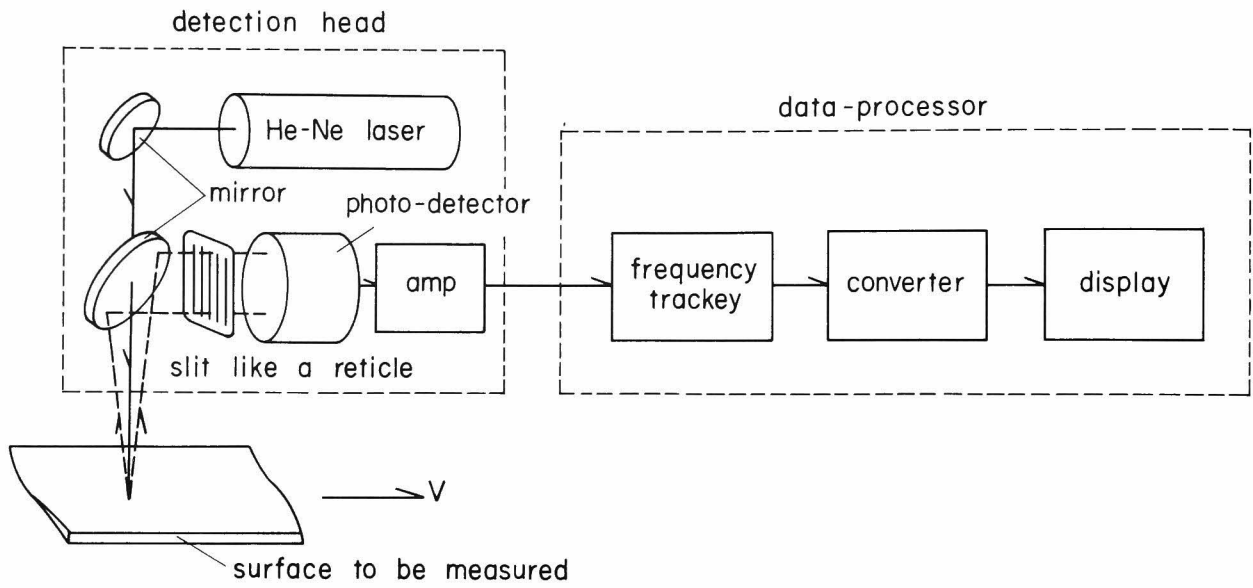 detection head
He-Ne laser
mirror
photo-detector
amp
slit like a reticle
data-processor
frequency
trackey
converter
display
V
surface to be measured